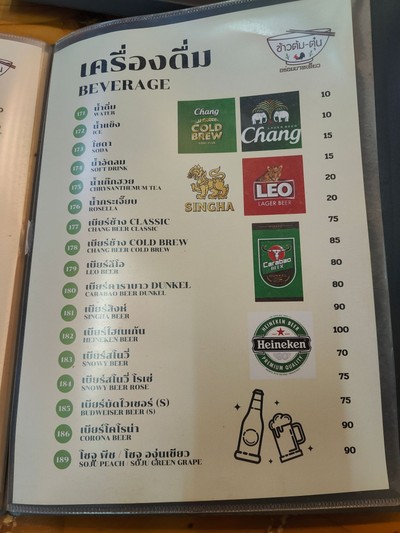 เครื่องดื่ม
BEVERAGE
ข้าวต้ม-ตุ๋น
171 น้ำดื่ม 10
WATER
172 น้ำแข็ง 10
ICE
173 โซดา 15
SODA
174 น้ำอัดลม 15
SOFT DRINK
175 น้ำเก๊กฮวย 20
CHRYSANTHEMUM TEA
176 น้ำกระเจี๊ยบ 20
ROSELLA
177 เบียร์ช้าง CLASSIC 75
CHANG BEER CLASSIC
178 เบียร์ช้าง COLD BREW 85
CHANG BEER COLD BREW
179 เบียร์ลีโอ 80
LEO BEER
180 เบียร์คาราบาว DUNKEL 80
CARABAO BEER DUNKEL
181 เบียร์สิงห์ 90
SINGHA BEER
182 เบียร์ไฮเนเก้น 100
HEINEKEN BEER
183 เบียร์สโนวี่ 70
SNOWY BEER
184 เบียร์สโนวี่ โรเซ่ 75
SNOWY BEER ROSE
185 เบียร์บัดไวเซอร์ (S) 75
BUDWEISER BEER (S)
186 เบียร์โคโรน่า 90
CORONA BEER
189 โซจู พีช / โซจู องุ่นเขียว 90
SOJU PEACH / SOJU GREEN GRAPE
Chang
COLD
BREW
Chang
SINGHA
LEO
LAGER BEER
Carabao
HEINEKEN BEER
Heineken
PREMIUM QUALITY